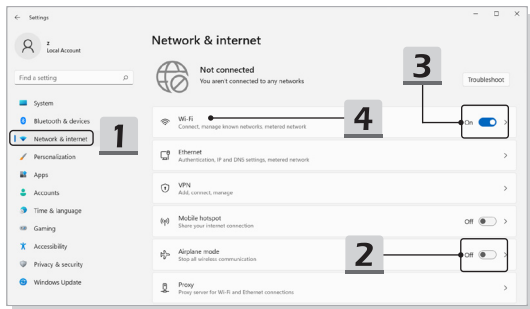 Settings
z
Local Account
Find a setting
System
Bluetooth & devices
Network & internet
Personalization
Apps
Accounts
Time & language
Gaming
Accessibility
Privacy & security
Windows Update
1
Network & internet
Not connected
You aren't connected to any networks
3
Troubleshoot
Wi-Fi
Connect, manage known networks, metered network
4
On
Ethernet
Authentication, IP and DNS settings, metered network
VPN
Add, connect, manage
Mobile hotspot
Share your internet connection
Off
Airplane mode
Stop all wireless communication
2
Off
Proxy
Proxy server for Wi-Fi and Ethernet connections